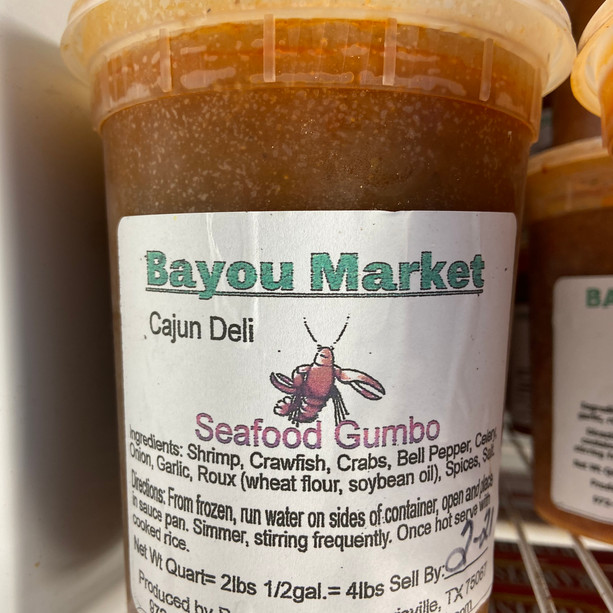 Bayou Market
Cajun Deli
Seafood Gumbo
Ingredients: Shrimp, Crawfish, Crabs, Bell Pepper, Celery,
Onion, Garlic, Roux (wheat flour, soybean oil), Spices, Salt.
Directions: From frozen, run water on sides of container, open and place
in sauce pan. Simmer, stirring frequently. Once hot serve with
cooked rice.
Net Wt Quart= 2lbs 1/2gal.= 4lbs Sell By:
Produced by TX 75067
BA